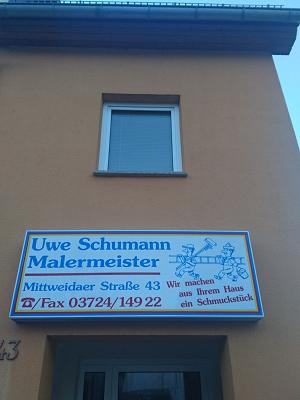 Uwe Schumann
Malermeister
Mittweidaer Straße 43
☎/Fax 03724/149 22
Wir machen
aus Ihrem Haus
ein Schmuckstück
43